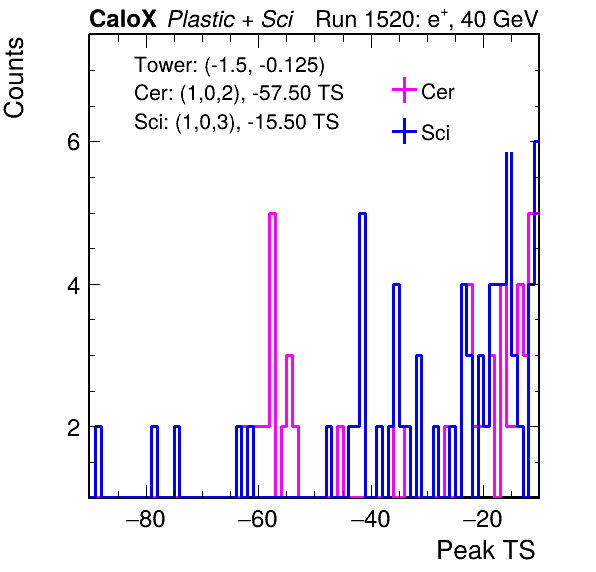 CaloX Plastic + Sci Run 1520: e+, 40 GeV
Counts
Tower: (-1.5, -0.125)
Cer: (1,0,2), -57.50 TS
Sci: (1,0,3), -15.50 TS
Cer
Sci
6
4
2
−80 −60 −40 −20
Peak TS